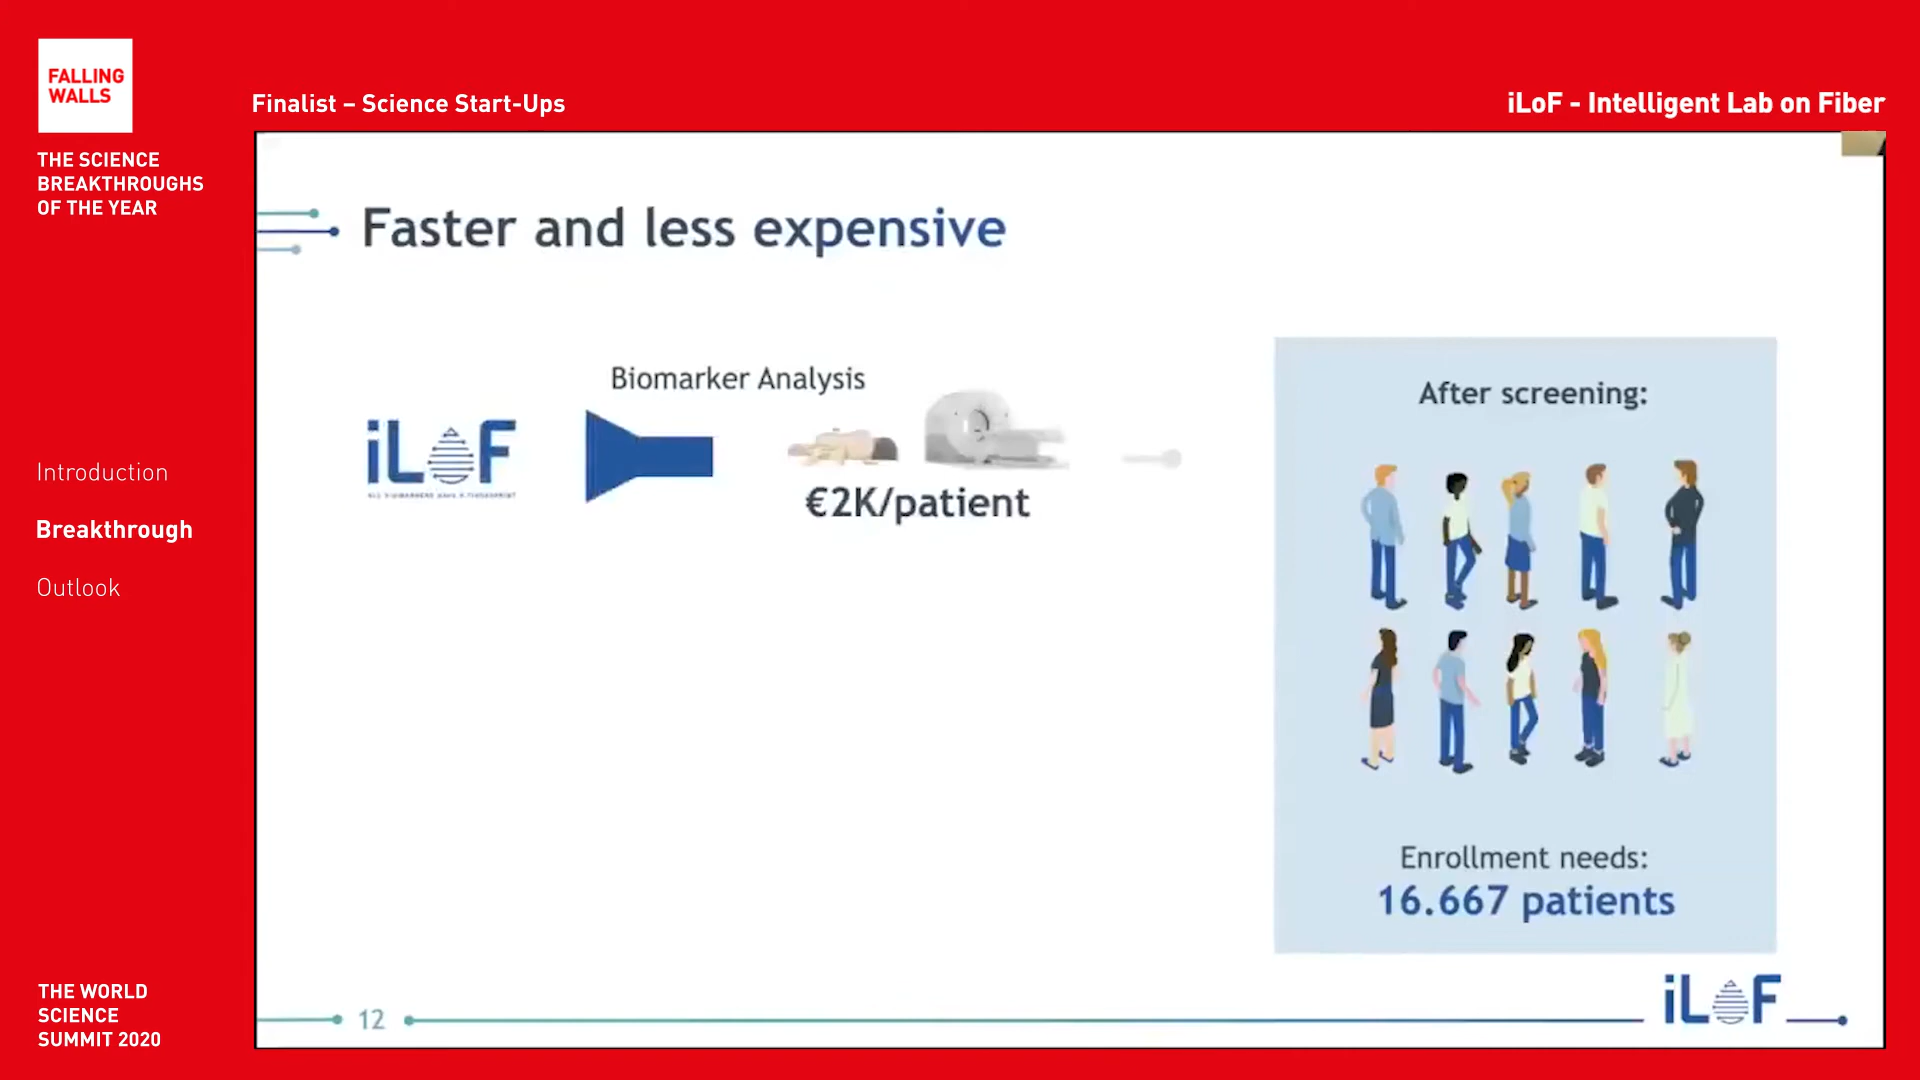 FALLING
WALLS
THE SCIENCE
BREAKTHROUGHS
OF THE YEAR
Finalist – Science Start-Ups
iLoF - Intelligent Lab on Fiber
Faster and less expensive
Biomarker Analysis
iLoF
€2K/patient
After screening:
Enrollment needs:
16.667 patients
Introduction
Breakthrough
Outlook
THE WORLD
SCIENCE
SUMMIT 2020
12
iLoF